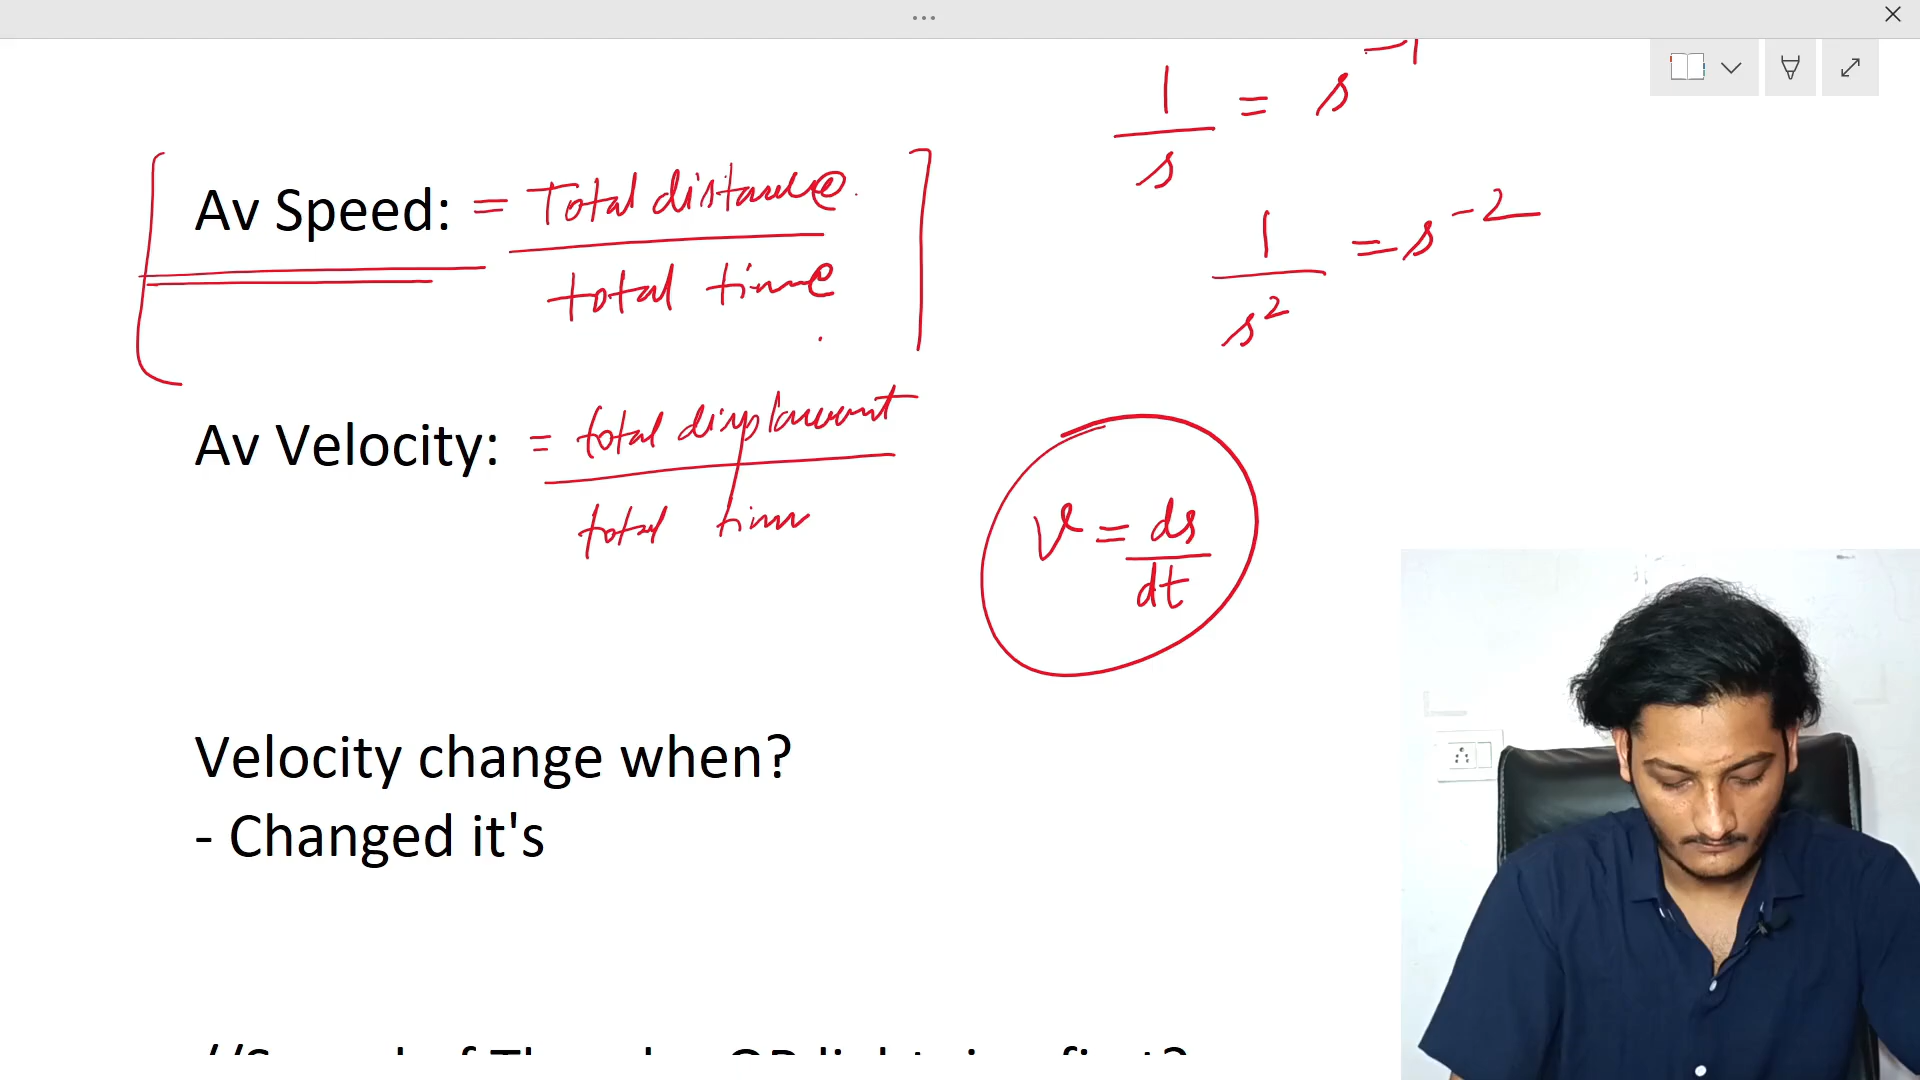 1/s = s^-1
Av Speed: = Total distance / total time
1/s^2 = s^-2
Av Velocity: = total displacement / total time
v = ds/dt
Velocity change when?
- Changed it's